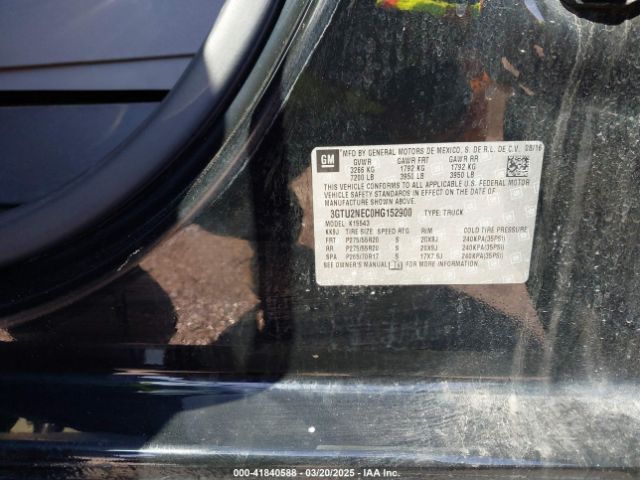 GM
MFD BY GENERAL MOTORS DE MEXICO, S. DE R.L. DE C.V. 08/16
GVWR GAWR FRT GAWR RR
3265 KG 1792 KG 1792 KG
7200 LB 3950 LB 3950 LB
THIS VEHICLE CONFORMS TO ALL APPLICABLE U.S. FEDERAL MOTOR
VEHICLE SAFETY STANDARDS IN EFFECT ON THE DATE OF
MANUFACTURE SHOWN ABOVE.
3GTU2NEC0HG152900 TYPE: TRUCK
K15543
KK9J TIRE SIZE SPEED RTG RIM COLD TIRE PRESSURE
FRT P275/55R20 S 20X9J 240KPA(35PSI)
RR P275/55R20 S 20X9J 240KPA(35PSI)
SPA P265/70R17 S 17X7.5J 240KPA(35PSI)
SEE OWNER'S MANUAL FOR MORE INFORMATION.
000-41840588 — 03/20/2025 — IAA Inc.